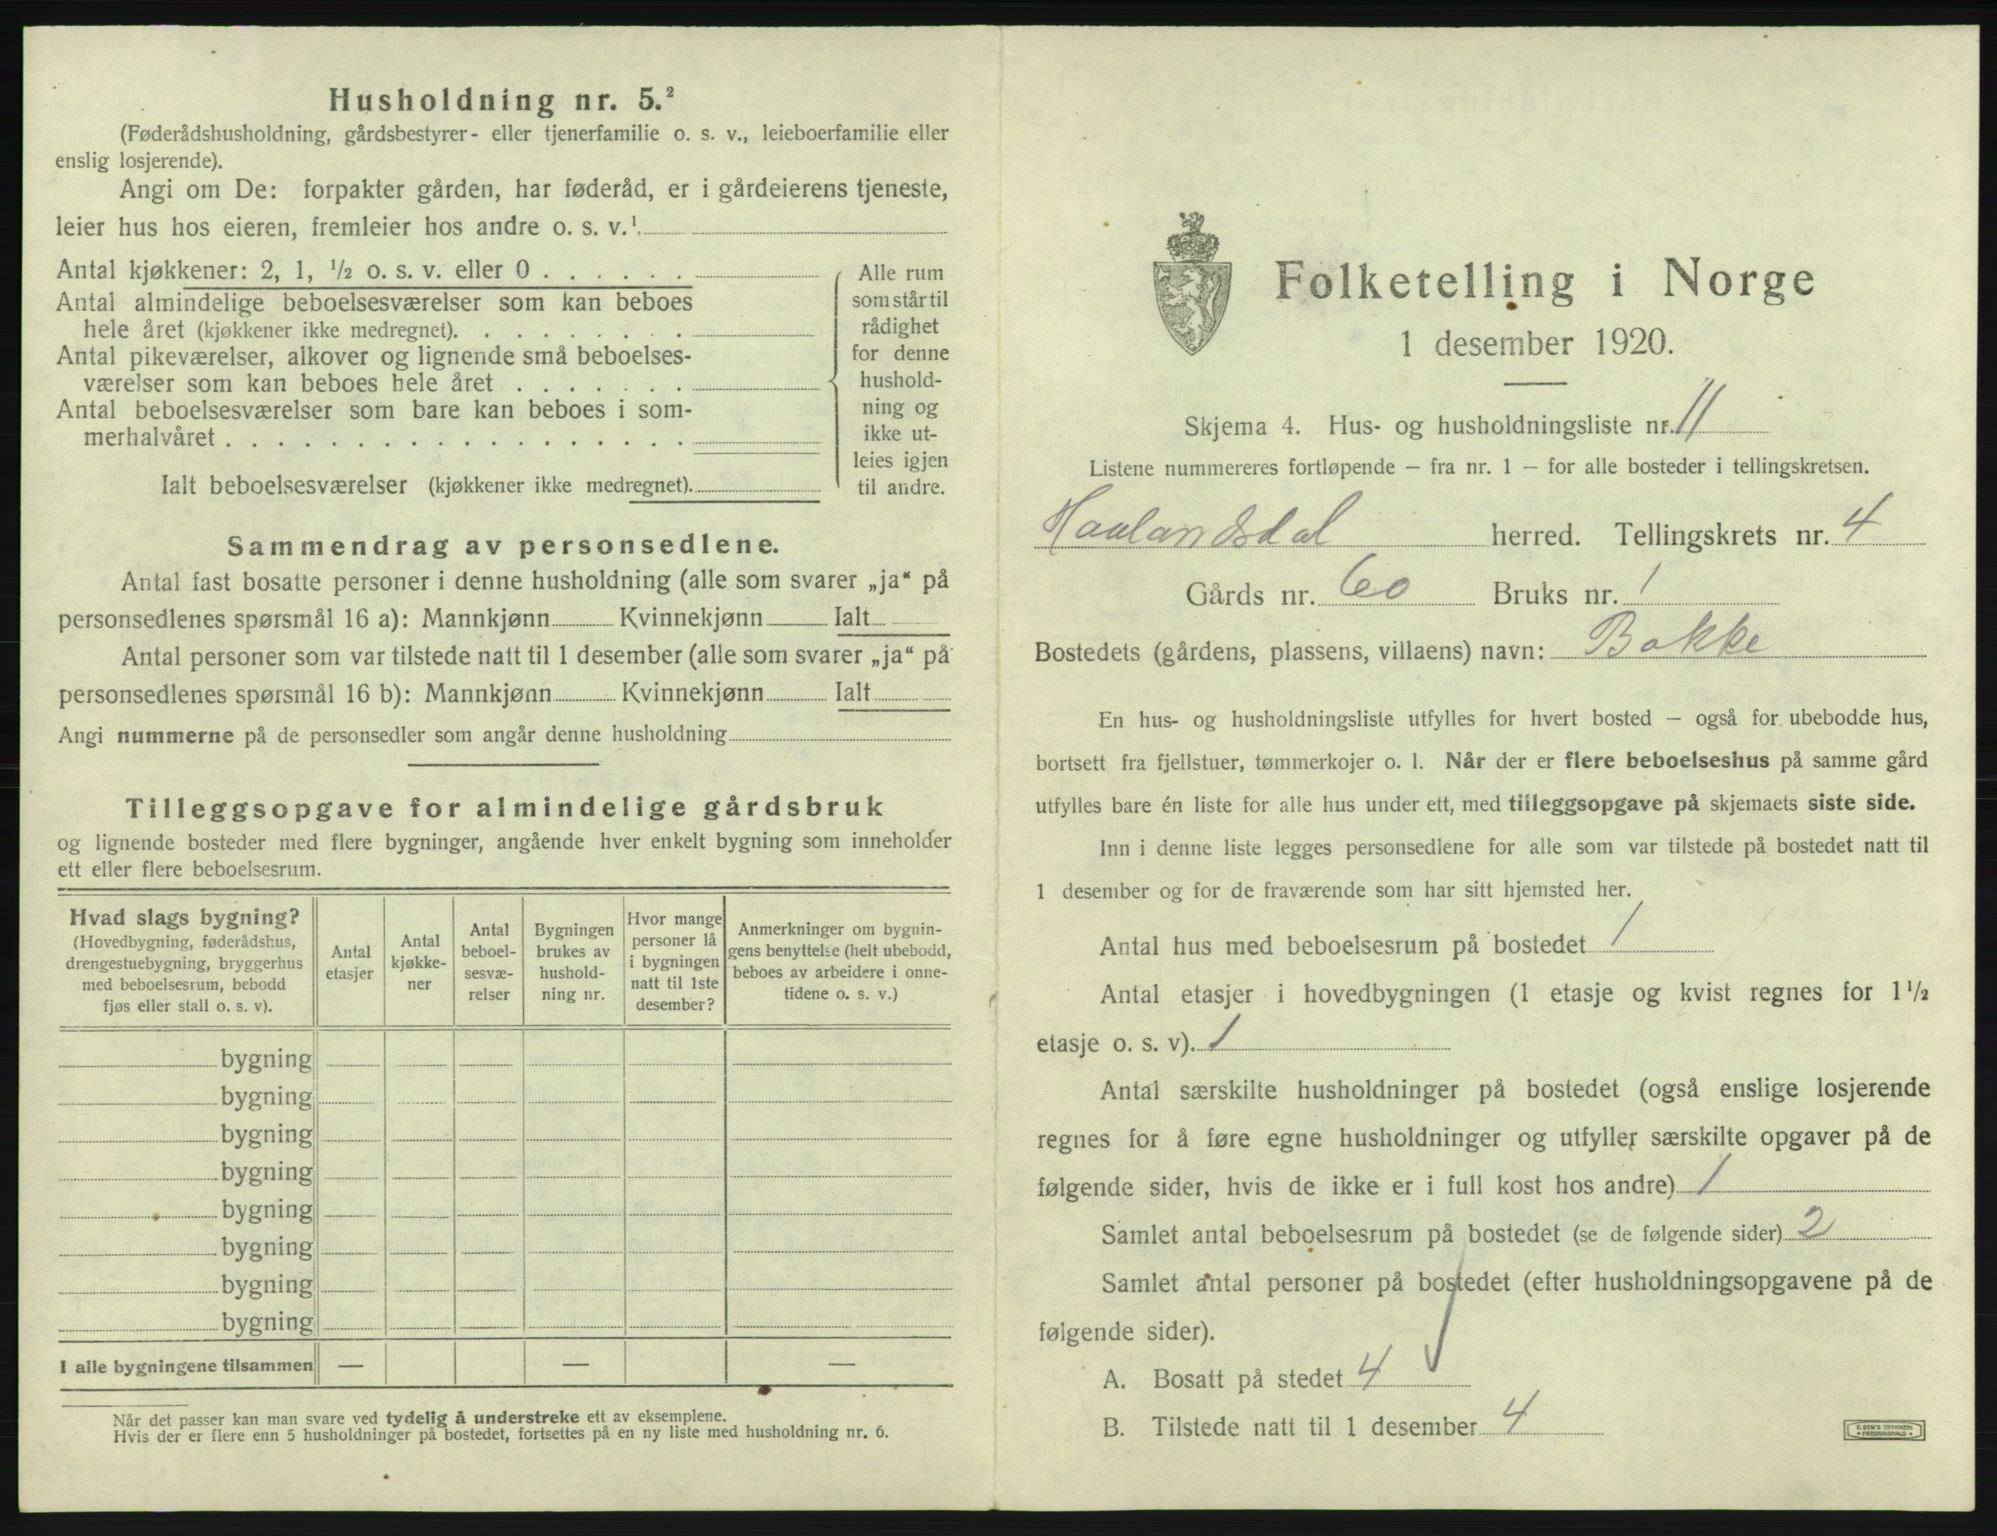 Husholdning nr. 5.²
(Føderådshusholdning, gårdsbestyrer- eller tjenerfamilie o. s. v., leieboerfamilie eller
enslig losjerende).
Angi om De: forpakter gården, har føderåd, er i gårdeierens tjeneste,
leier hus hos eieren, fremleier hos andre o. s. v.¹
Antal kjøkkener: 2, 1, ½ o. s. v. eller 0 . . . . . .
Antal almindelige beboelsesværelser som kan beboes
hele året (kjøkkener ikke medregnet). . . . . . . . .
Antal pikeværelser, alkover og lignende små beboelses-
værelser som kan beboes hele året . . . . . . .
Antal beboelsesværelser som bare kan beboes i som-
merhalvåret . . . . . . . . . . . . . . . . . .
Ialt beboelsesværelser (kjøkkener ikke medregnet).
Alle rum
som står til
rådighet
for denne
hushold-
ning og
ikke ut-
leies igjen
til andre.
Sammendrag av personsedlene.
Antal fast bosatte personer i denne husholdning (alle som svarer „ja“ på
personsedlenes spørsmål 16 a): Mannkjønn Kvinnekjønn Ialt
Antal personer som var tilstede natt til 1 desember (alle som svarer „ja“ på
personsedlenes spørsmål 16 b): Mannkjønn Kvinnekjønn Ialt
Angi nummerne på de personsedler som angår denne husholdning
Tilleggsopgave for almindelige gårdsbruk
og lignende bosteder med flere bygninger, angående hver enkelt bygning som inneholder
ett eller flere beboelsesrum.
Hvad slags bygning?
(Hovedbygning, føderådshus,
drengestuebygning, bryggerhus
med beboelsesrum, bebodd
fjøs eller stall o. s. v).
Antal
etasjer
Antal
kjøkke-
ner
Antal
beboel-
sesvæ-
relser
Bygningen
brukes av
hushold-
ning nr.
Hvor mange
personer lå
i bygningen
natt til 1ste
desember?
Anmerkninger om bygnin-
gens benyttelse (helt ubebodd,
beboes av arbeidere i onne-
tidene o. s. v.)
bygning
bygning
bygning
bygning
bygning
bygning
bygning
bygning
I alle bygningene tilsammen — — —
Når det passer kan man svare ved tydelig å understreke ett av eksemplene.
Hvis der er flere enn 5 husholdninger på bostedet, fortsettes på en ny liste med husholdning nr. 6.
Folketelling i Norge
1 desember 1920.
Skjema 4. Hus- og husholdningsliste nr. 11
Listene nummereres fortløpende – fra nr. 1 – for alle bosteder i tellingskretsen.
Haalandsdal herred. Tellingskrets nr. 4
Gårds nr. 60 Bruks nr. 1
Bostedets (gårdens, plassens, villaens) navn: Bakke
En hus- og husholdningsliste utfylles for hvert bosted – også for ubebodde hus,
bortsett fra fjellstuer, tømmerkojer o. l. Når der er flere beboelseshus på samme gård
utfylles bare én liste for alle hus under ett, med tilleggsopgave på skjemaets siste side.
Inn i denne liste legges personsedlene for alle som var tilstede på bostedet natt til
1 desember og for de fraværende som har sitt hjemsted her.
Antal hus med beboelsesrum på bostedet 1
Antal etasjer i hovedbygningen (1 etasje og kvist regnes for 1½
etasje o. s. v). 1
Antal særskilte husholdninger på bostedet (også enslige losjerende
regnes for å føre egne husholdninger og utfyller særskilte opgaver på de
følgende sider, hvis de ikke er i full kost hos andre) 1
Samlet antal beboelsesrum på bostedet (se de følgende sider) 2
Samlet antal personer på bostedet (efter husholdningsopgavene på de
følgende sider).
A. Bosatt på stedet 4
B. Tilstede natt til 1 desember 4